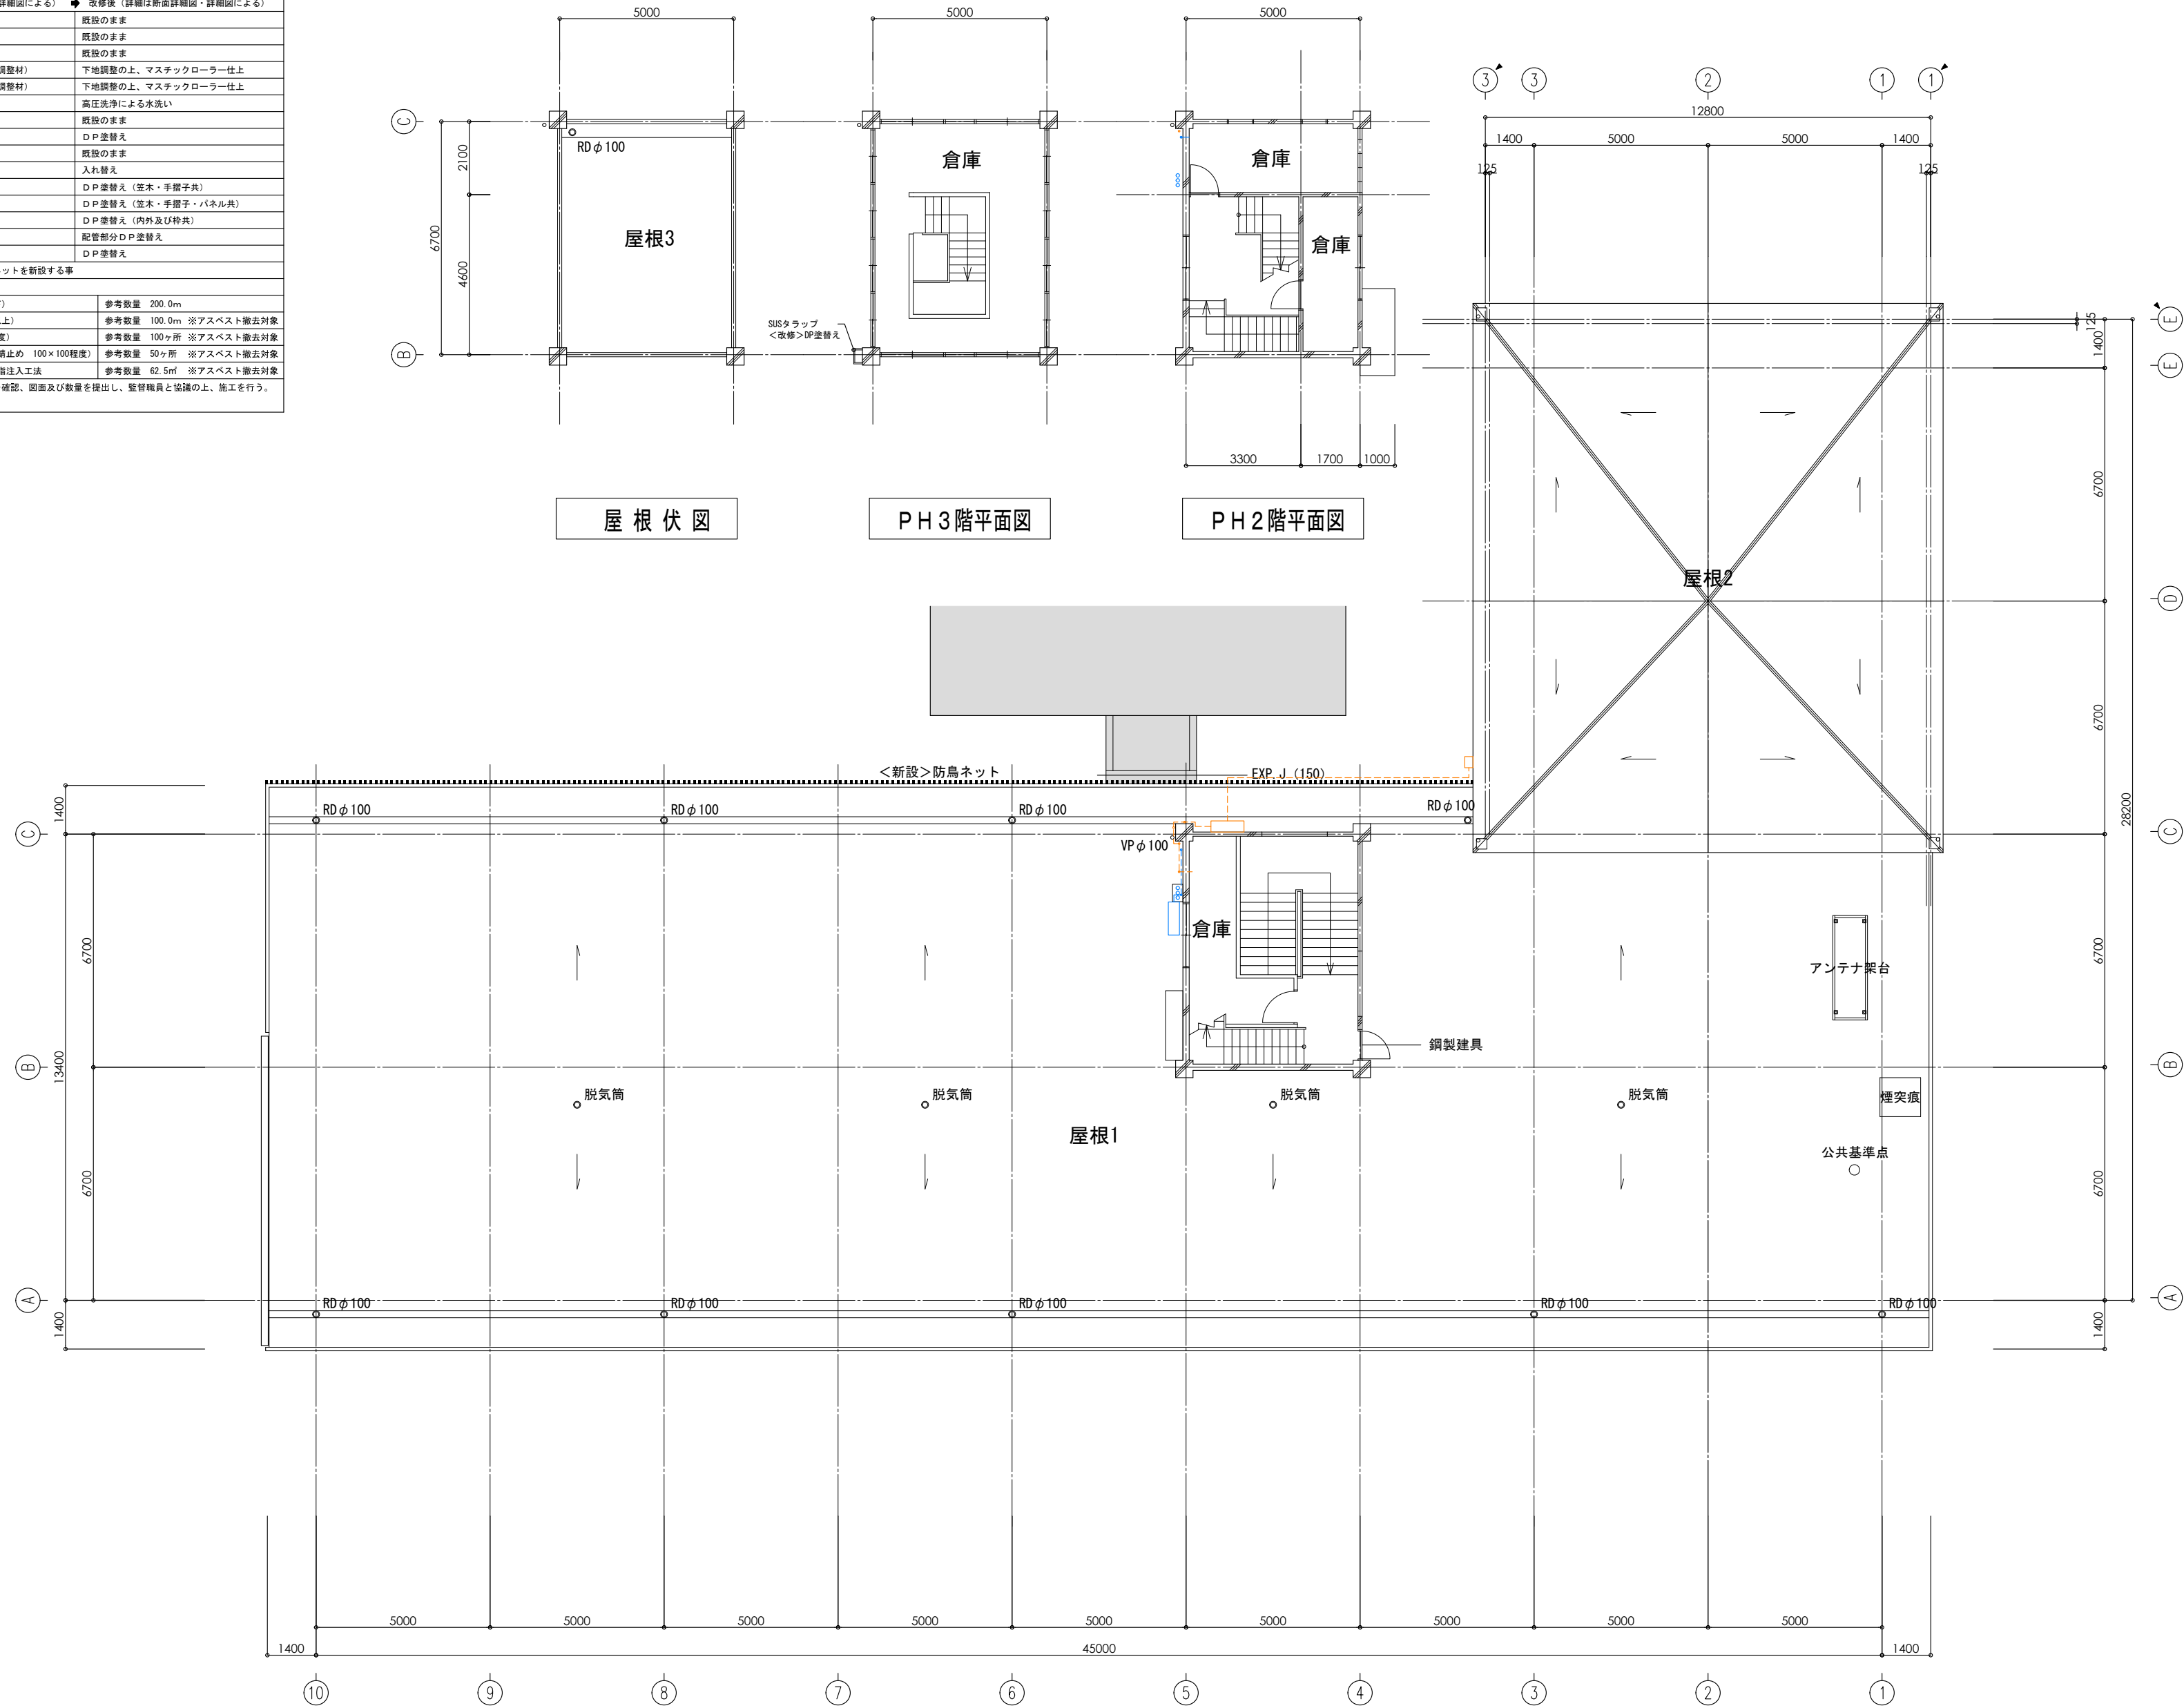 詳細図による） ➡ 改修後（詳細は断面詳細図・詳細図による）
既設のまま
既設のまま
既設のまま
調整材） 下地調整の上、マスチックローラー仕上
調整材） 下地調整の上、マスチックローラー仕上
高圧洗浄による水洗い
既設のまま
ＤＰ塗替え
既設のまま
入れ替え
ＤＰ塗替え（笠木・手摺子共）
ＤＰ塗替え（笠木・手摺子・パネル共）
ＤＰ塗替え（内外及び枠共）
配管部分ＤＰ塗替え
ＤＰ塗替え
ネットを新設する事
参考数量 200.0m
以上） 参考数量 100.0m ※アスベスト撤去対象
度） 参考数量 100ヶ所 ※アスベスト撤去対象
錆止め 100×100程度） 参考数量 50ヶ所 ※アスベスト撤去対象
脂注入工法 参考数量 62.5㎡ ※アスベスト撤去対象
確認、図面及び数量を提出し、監督職員と協議の上、施工を行う。
5000
C
2100
6700
4600
B
RDφ100
屋根3
屋根伏図
5000
倉庫
SUSタラップ
＜改修＞DP塗替え
ＰＨ３階平面図
5000
倉庫
倉庫
3300 1700 1000
ＰＨ２階平面図
3 3 2 1 1
12800
1400 5000 5000 1400
125 125
屋根2
E
125
1400
E
6700
D
6700
28200
C
6700
B
6700
A
1400
＜新設＞防鳥ネット
EXP.J（150）
RDφ100 RDφ100 RDφ100 RDφ100
VPφ100
倉庫
アンテナ架台
鋼製建具
脱気筒 脱気筒 脱気筒 脱気筒
煙突痕
屋根1
公共基準点
RDφ100 RDφ100 RDφ100 RDφ100 RDφ100
1400
C
6700
B
13400
6700
A
1400
5000 5000 5000 5000 5000 5000 5000 5000 5000
1400 45000 1400
10 9 8 7 6 5 4 3 2 1